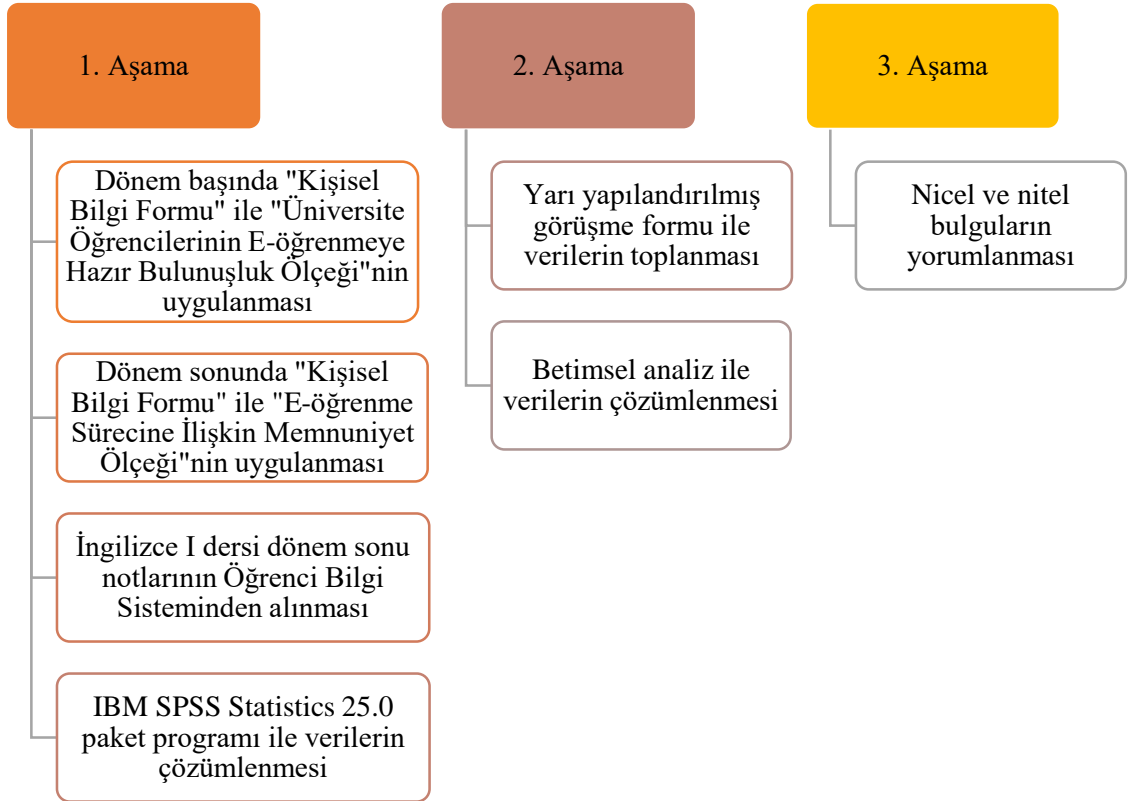 1. Aşama
Dönem başında "Kişisel
Bilgi Formu" ile "Üniversite
Öğrencilerinin E-öğrenmeye
Hazır Bulunuşluk Ölçeği"nin
uygulanması
Dönem sonunda "Kişisel
Bilgi Formu" ile "E-öğrenme
Sürecine İlişkin Memnuniyet
Ölçeği"nin uygulanması
İngilizce I dersi dönem sonu
notlarının Öğrenci Bilgi
Sisteminden alınması
IBM SPSS Statistics 25.0
paket programı ile verilerin
çözümlenmesi
2. Aşama
Yarı yapılandırılmış
görüşme formu ile
verilerin toplanması
Betimsel analiz ile
verilerin çözümlenmesi
3. Aşama
Nicel ve nitel
bulguların
yorumlanması